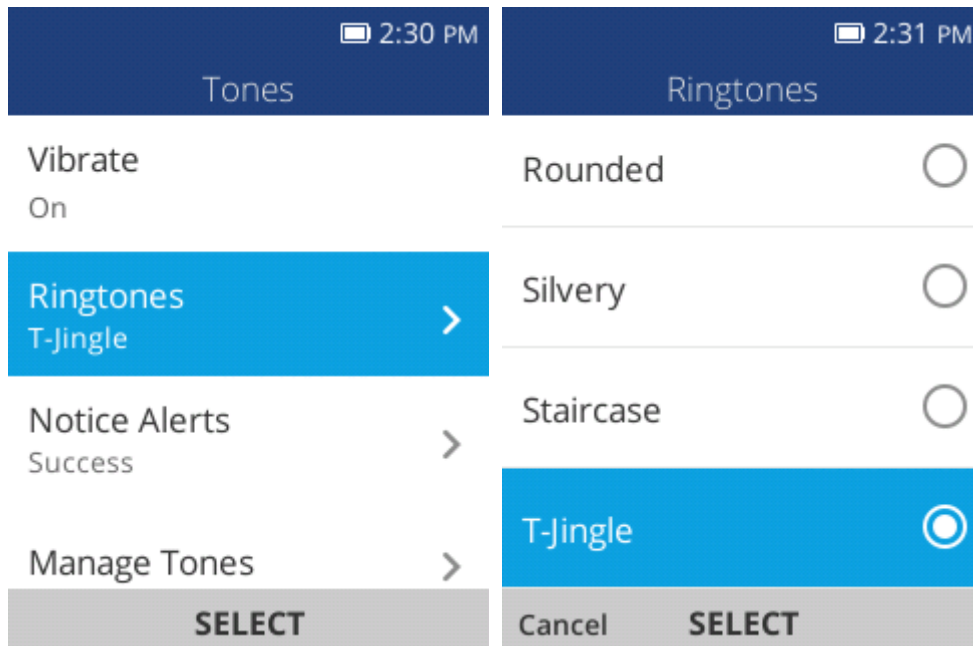 2:30 PM
Tones
Vibrate
On
Ringtones
T-Jingle
Notice Alerts
Success
Manage Tones
SELECT
2:31 PM
Ringtones
Rounded
Silvery
Staircase
T-Jingle
Cancel SELECT